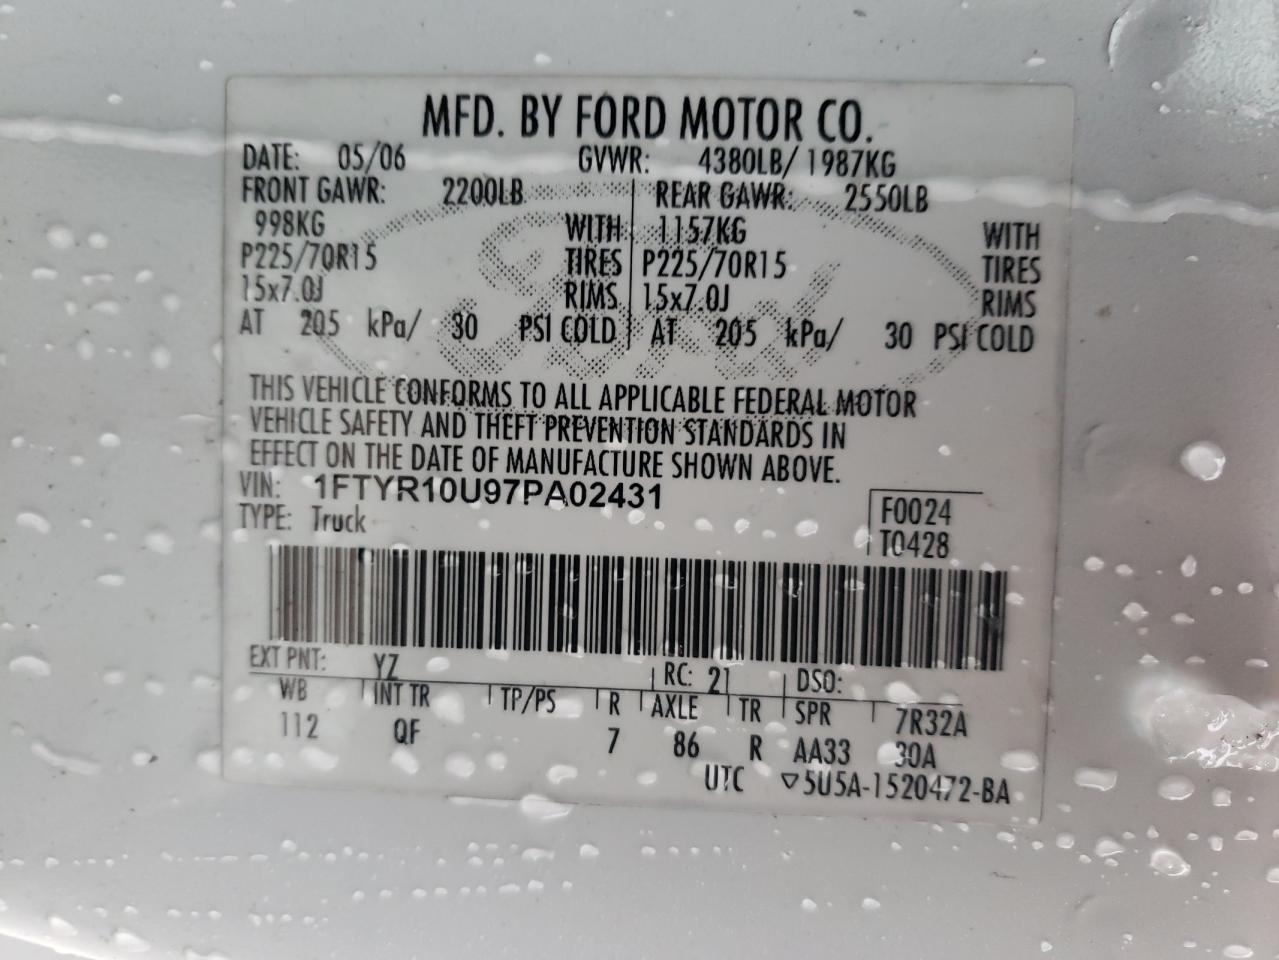 MFD. BY FORD MOTOR CO.
DATE: 05/06 GVWR: 4380LB/ 1987KG
FRONT GAWR: 2200LB REAR GAWR: 2550LB
998KG WITH 1157KG WITH
P225/70R15 TIRES P225/70R15 TIRES
15x7.0J RIMS 15x7.0J RIMS
AT 205 kPa/ 30 PSI COLD AT 205 kPa/ 30 PSI COLD
Ford
THIS VEHICLE CONFORMS TO ALL APPLICABLE FEDERAL MOTOR
VEHICLE SAFETY AND THEFT PREVENTION STANDARDS IN
EFFECT ON THE DATE OF MANUFACTURE SHOWN ABOVE.
VIN: 1FTYR10U97PA02431
TYPE: Truck F0024
T0428
EXT PNT: YZ RC: 21 DSO:
WB INT TR TP/PS R AXLE TR SPR 7R32A
112 QF 7 86 R AA33 30A
UTC ▽5U5A-1520472-BA